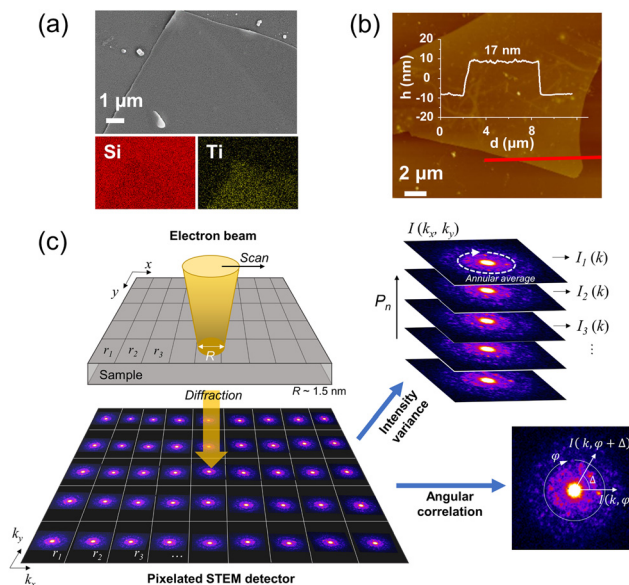 (a)
1 μm
Si
Ti
(b)
20
10
0
-10
-20
h (nm)
17 nm
0
4
8
d (μm)
2 μm
(c)
Electron beam
Scan
x
y
r1 r2 r3
R
Sample
R ~ 1.5 nm
Diffraction
ky
kx
r1 r2 r3 ...
Pixelated STEM detector
Intensity
variance
Angular
correlation
I (kx, ky)
Annular average
Pn
I1 (k)
I2 (k)
I3 (k)
⋮
I( k, φ + Δ)
φ
Δ
I(k, φ)